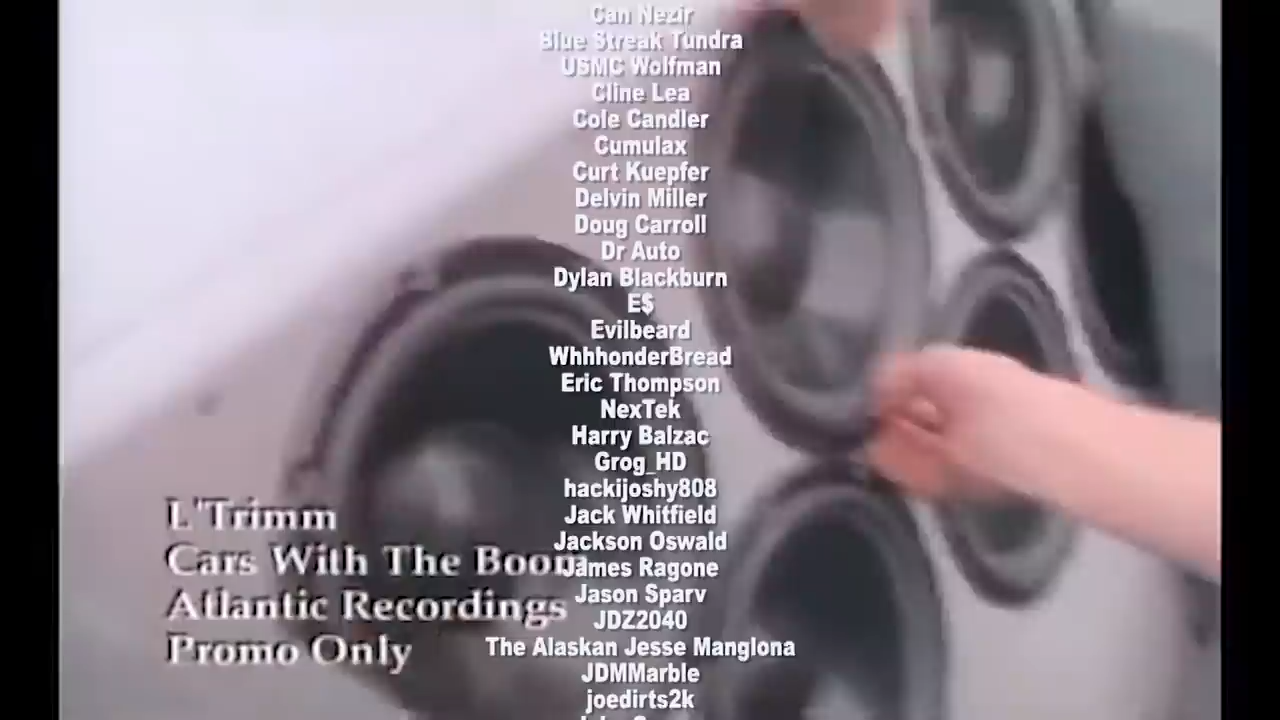 Can Nezir
Blue Streak Tundra
USMC Wolfman
Cline Lea
Cole Candler
Cumulax
Curt Kuepfer
Delvin Miller
Doug Carroll
Dr Auto
Dylan Blackburn
E$
Evilbeard
WhhhonderBread
Eric Thompson
NexTek
Harry Balzac
Grog_HD
hackijoshy808
Jack Whitfield
Jackson Oswald
James Ragone
Jason Sparv
JDZ2040
The Alaskan Jesse Manglona
JDMMarble
joedirts2k
L'Trimm
Cars With The Boom
Atlantic Recordings
Promo Only